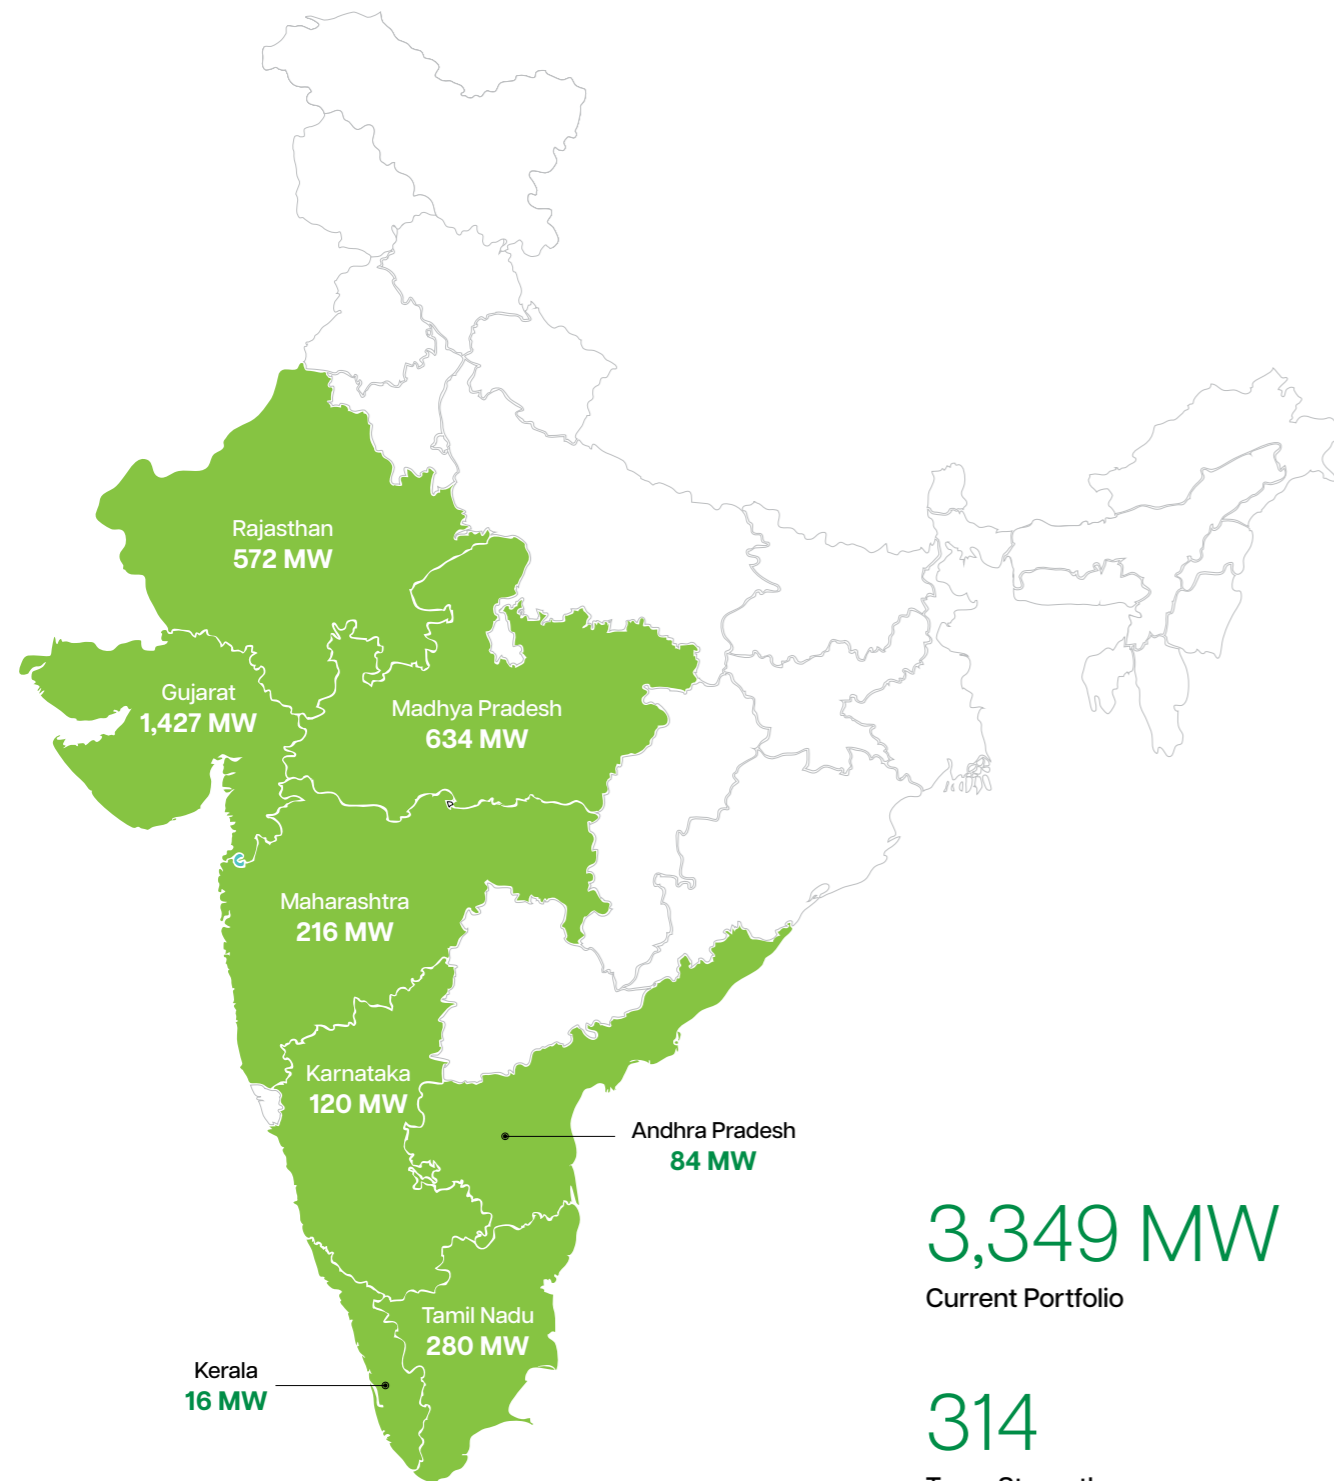 Rajasthan
572 MW
Gujarat
1,427 MW
Madhya Pradesh
634 MW
Maharashtra
216 MW
Karnataka
120 MW
Andhra Pradesh
84 MW
3,349 MW
Current Portfolio
Tamil Nadu
280 MW
Kerala
16 MW
314